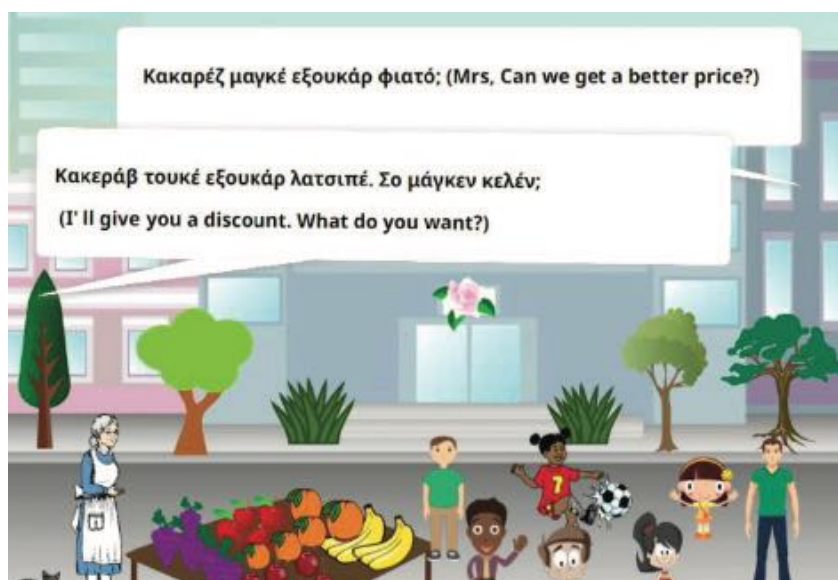 Κακαρέζ μαγκέ εξουκάρ φιατό; (Mrs, Can we get a better price?)
Κακεράβ τουκέ εξουκάρ λατσιπέ. Σο μάγκεν κελέν;
(I' ll give you a discount. What do you want?)
7